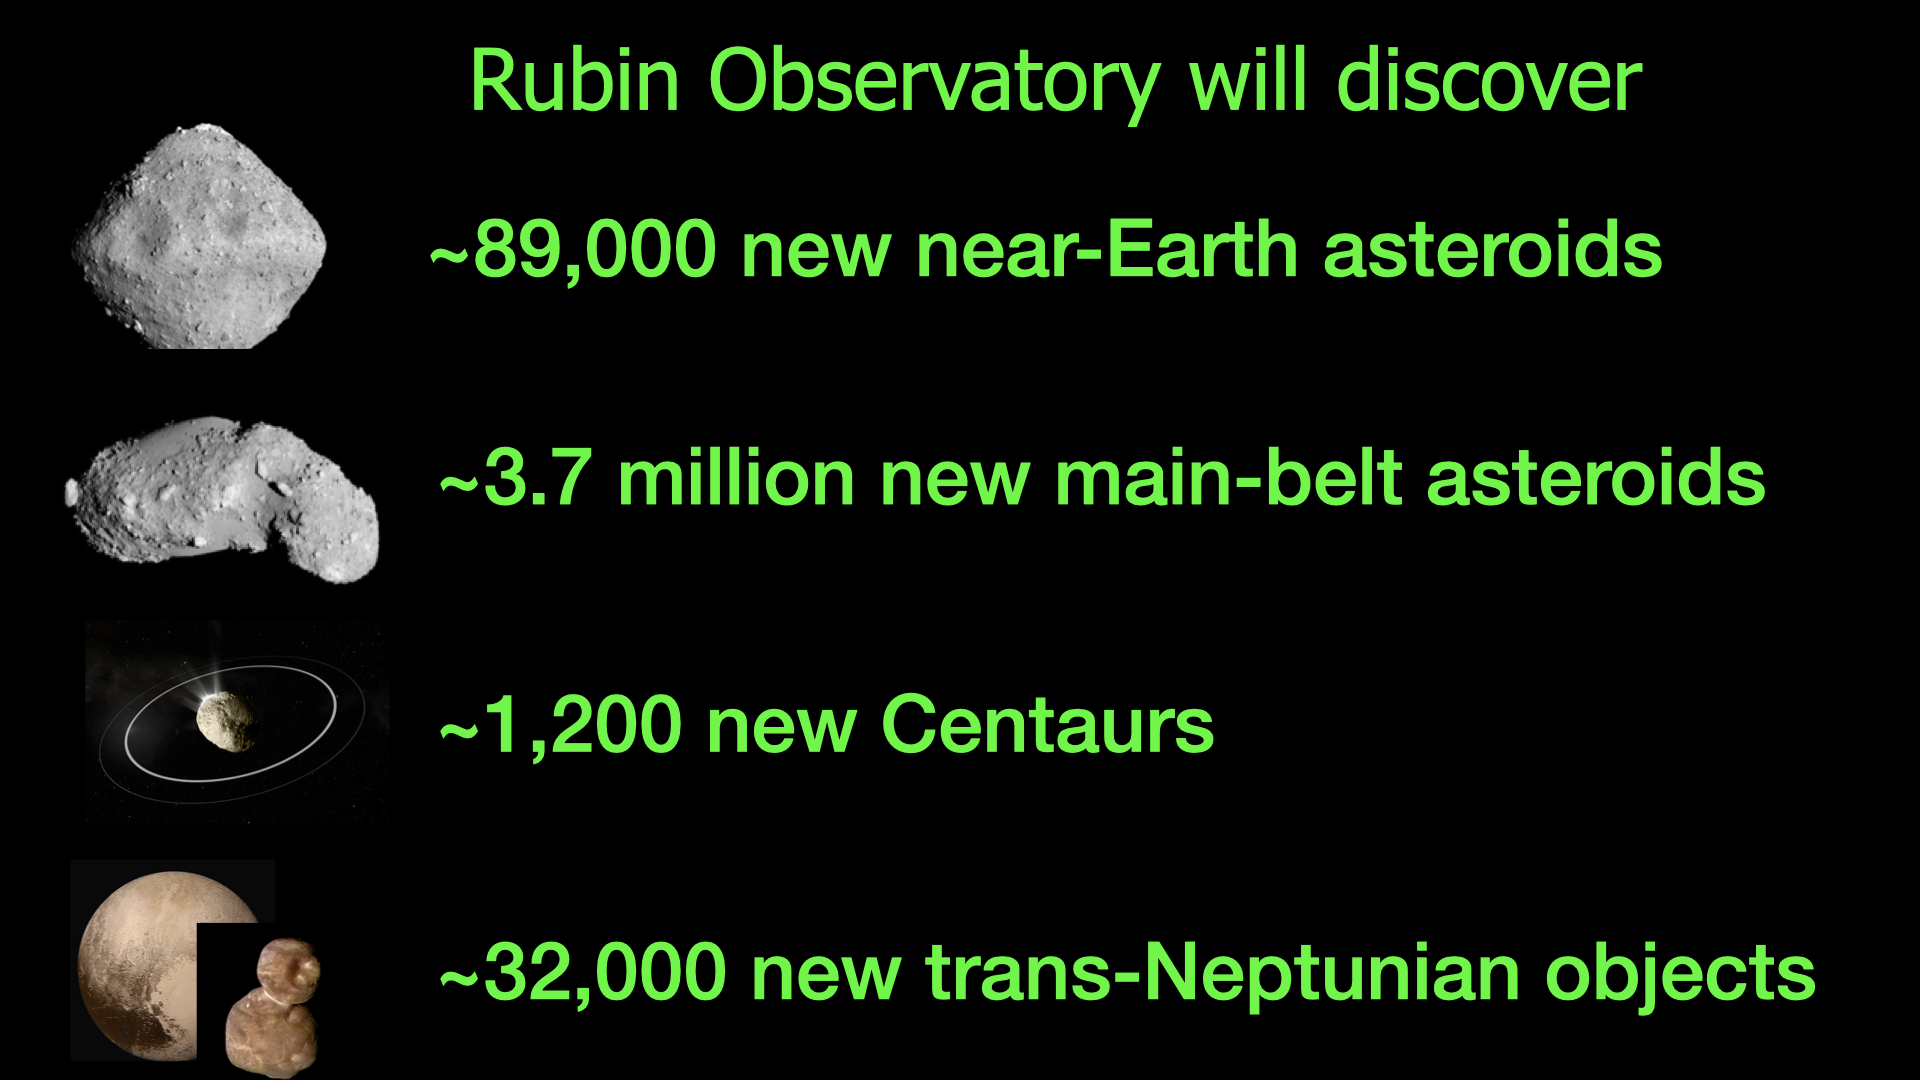 Rubin Observatory will discover
~89,000 new near-Earth asteroids
~3.7 million new main-belt asteroids
~1,200 new Centaurs
~32,000 new trans-Neptunian objects